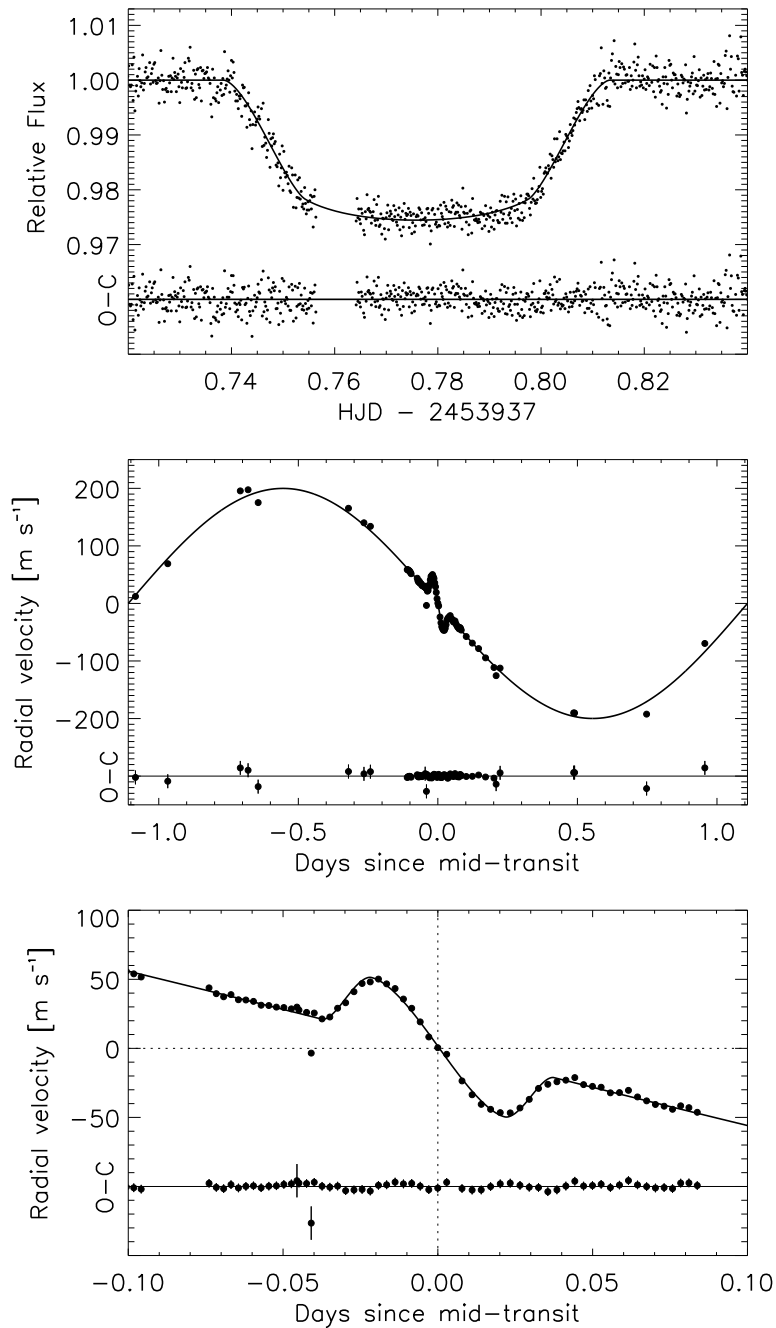 1.01
1.00
0.99
0.98
0.97
Relative Flux
O−C
0.74 0.76 0.78 0.80 0.82
HJD − 2453937
200
100
0
−100
−200
Radial velocity [m s⁻¹]
O−C
−1.0 −0.5 0.0 0.5 1.0
Days since mid−transit
100
50
0
−50
Radial velocity [m s⁻¹]
O−C
−0.10 −0.05 0.00 0.05 0.10
Days since mid−transit